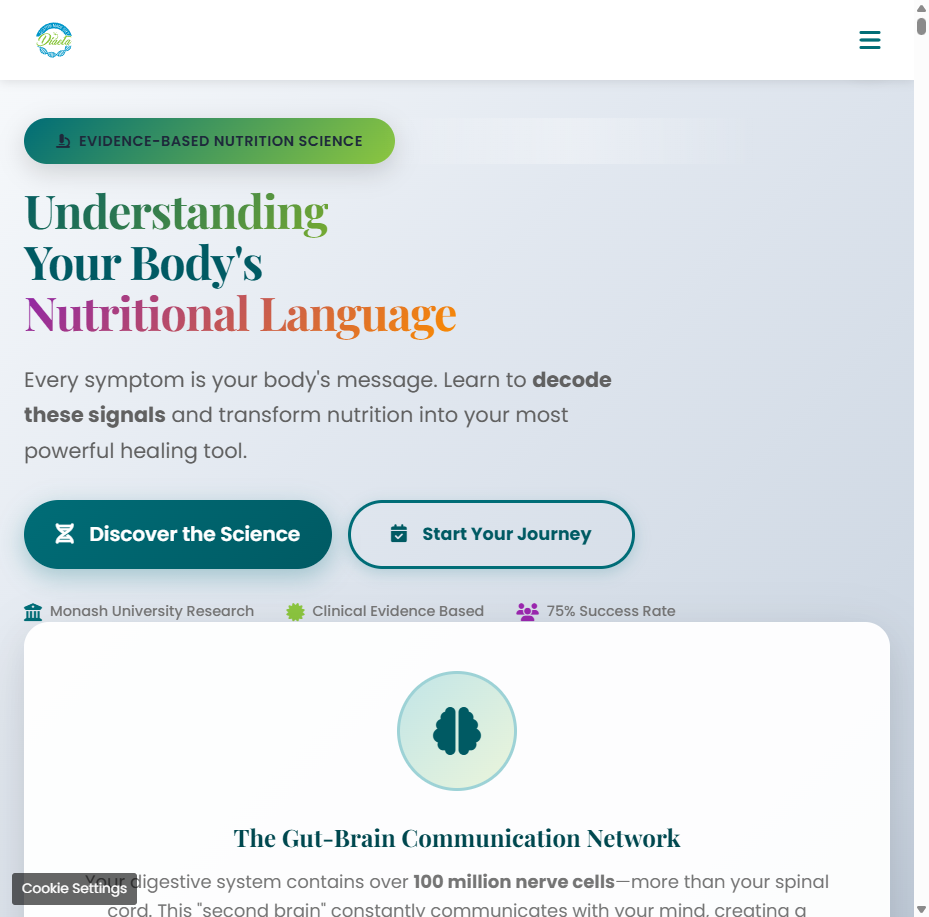 Diaeta
EVIDENCE-BASED NUTRITION SCIENCE
Understanding
Your Body's
Nutritional Language
Every symptom is your body's message. Learn to decode
these signals and transform nutrition into your most
powerful healing tool.
Discover the Science
Start Your Journey
Monash University Research
Clinical Evidence Based
75% Success Rate
The Gut-Brain Communication Network
Your digestive system contains over 100 million nerve cells—more than your spinal
cord. This "second brain" constantly communicates with your mind, creating a
Cookie Settings